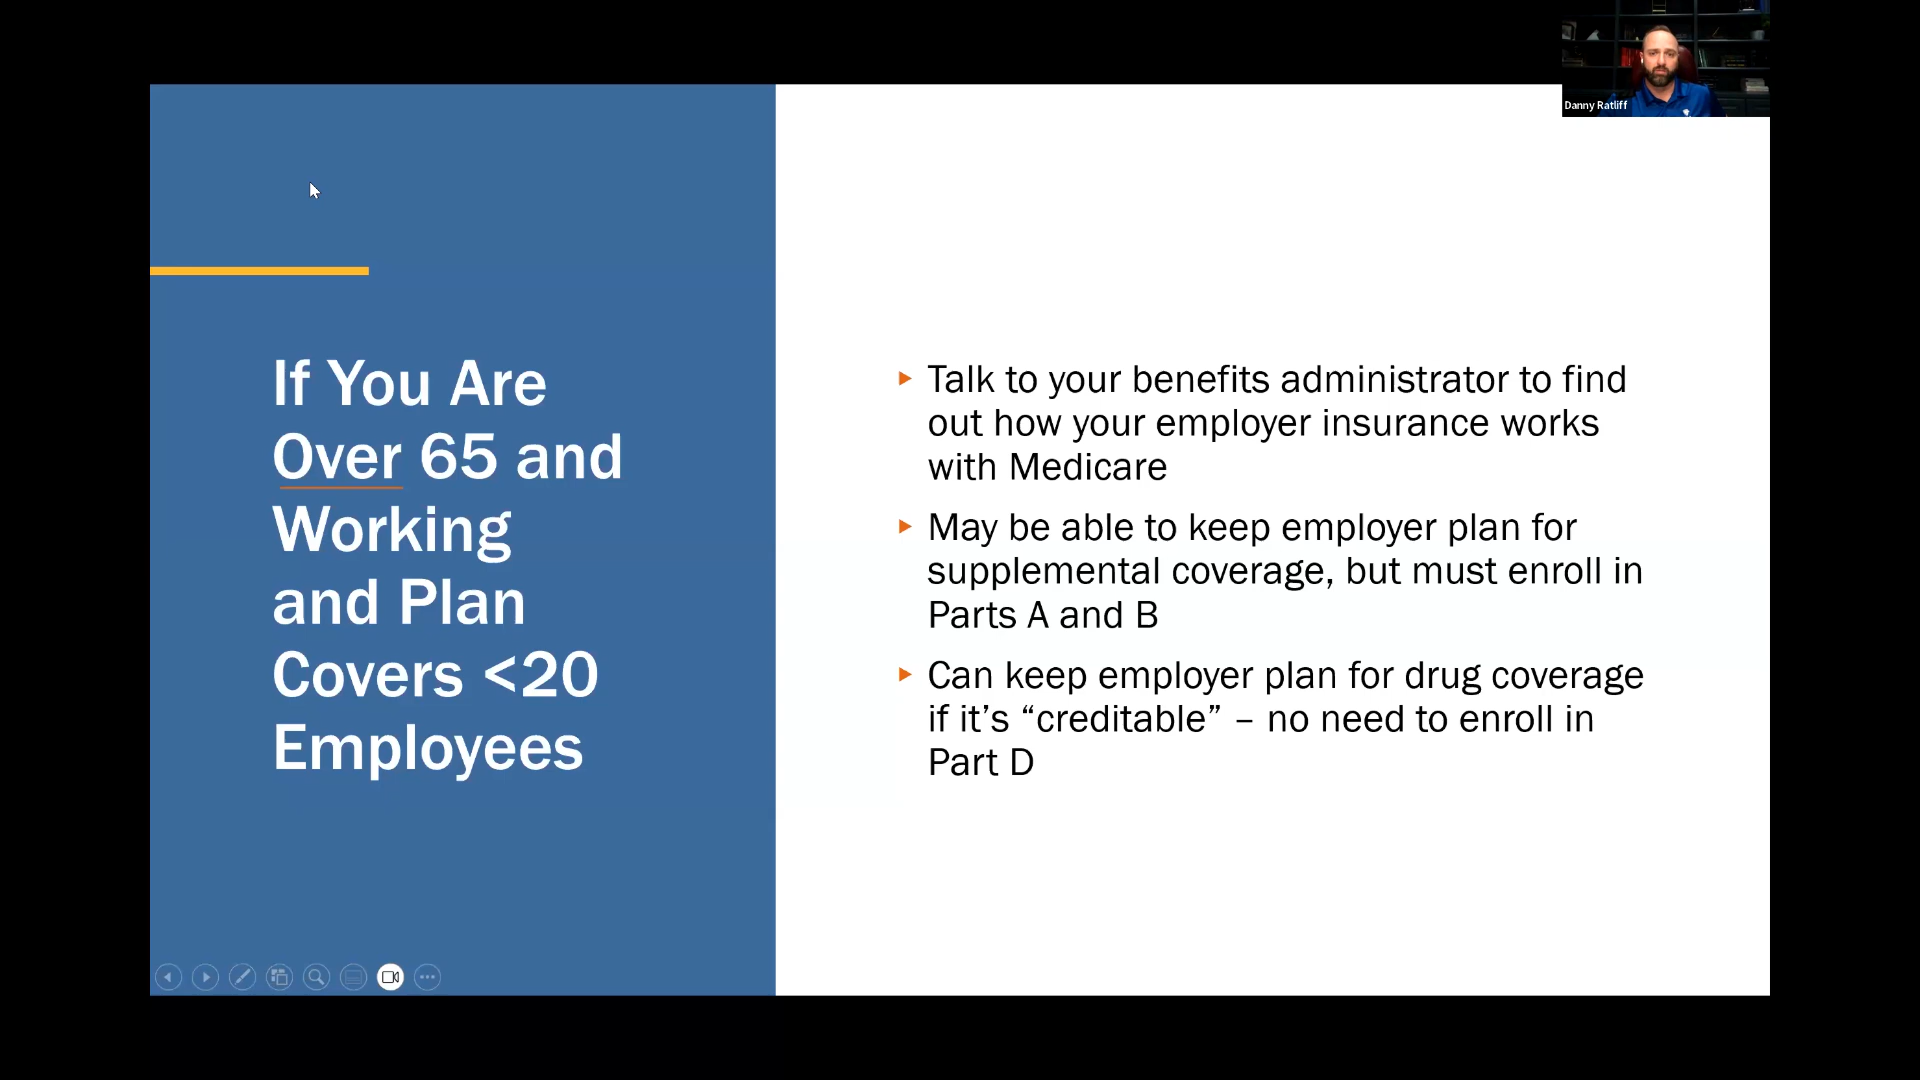 Danny Ratliff
If You Are
Over 65 and
Working
and Plan
Covers <20
Employees
Talk to your benefits administrator to find
out how your employer insurance works
with Medicare
May be able to keep employer plan for
supplemental coverage, but must enroll in
Parts A and B
Can keep employer plan for drug coverage
if it’s “creditable” – no need to enroll in
Part D